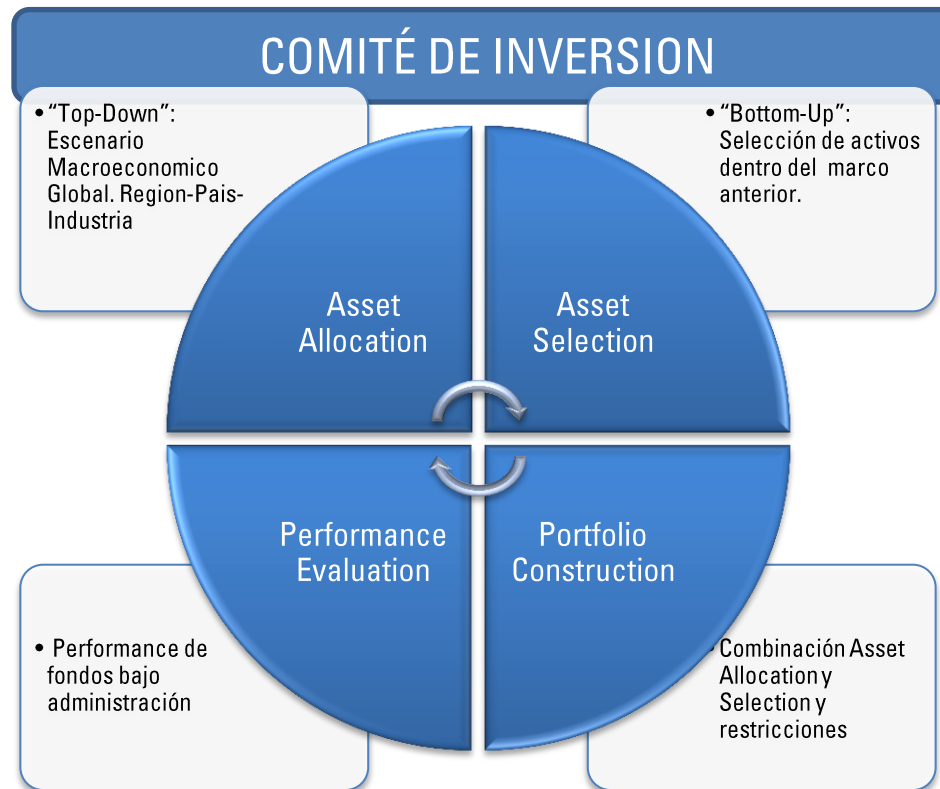 COMITÉ DE INVERSION
• “Top-Down”:
Escenario
Macroeconomico
Global. Region-Pais-
Industria
• “Bottom-Up”:
Selección de activos
dentro del marco
anterior.
Asset
Allocation
Asset
Selection
Performance
Evaluation
Portfolio
Construction
• Performance de
fondos bajo
administración
• Combinación Asset
Allocation y
Selection y
restricciones